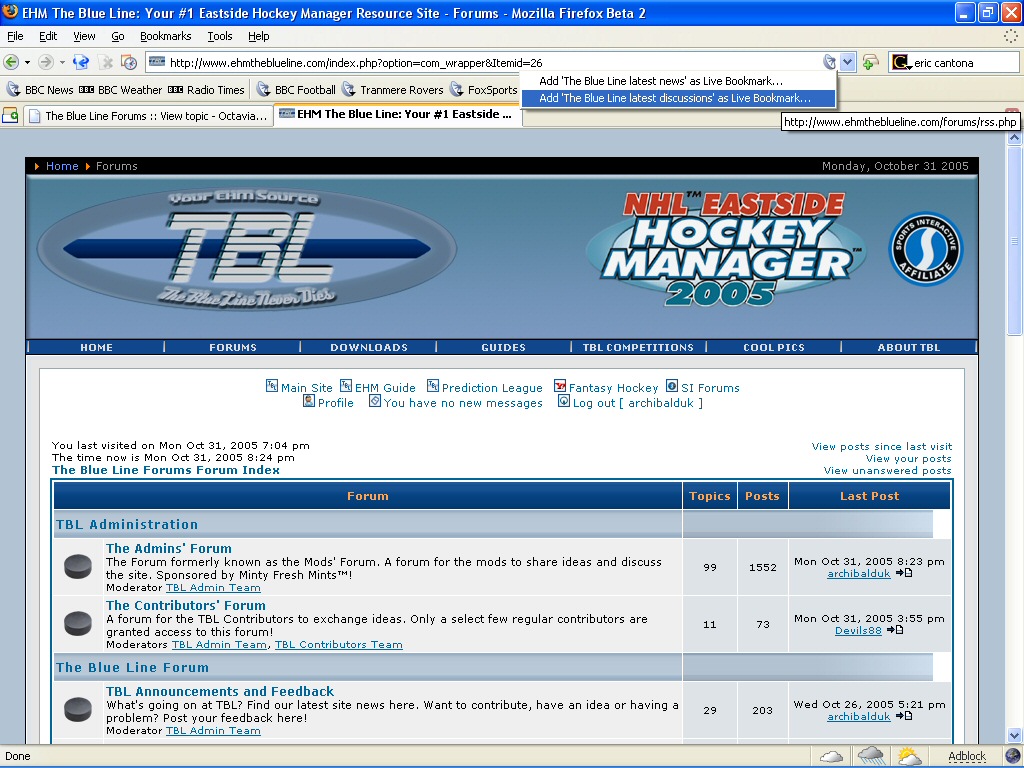 EHM The Blue Line: Your #1 Eastside Hockey Manager Resource Site - Forums - Mozilla Firefox Beta 2
File Edit View Go Bookmarks Tools Help
http://www.ehmtheblueline.com/index.php?option=com_wrapper&Itemid=26
eric cantona
BBC News BBC BBC Weather BBC Radio Times BBC Football Tranmere Rovers FoxSports
Add 'The Blue Line latest news' as Live Bookmark...
Add 'The Blue Line latest discussions' as Live Bookmark...
The Blue Line Forums :: View topic - Octavia...
EHM The Blue Line: Your #1 Eastside ...
http://www.ehmtheblueline.com/forums/rss.php
Home Forums
Monday, October 31 2005
Your EHM Source
TBL
The Blue Line Never Dies
NHL™ EASTSIDE
HOCKEY
MANAGER™
2005
SPORTS INTERACTIVE
AFFILIATE
HOME FORUMS DOWNLOADS GUIDES TBL COMPETITIONS COOL PICS ABOUT TBL
Main Site EHM Guide Prediction League Fantasy Hockey SI Forums
Profile You have no new messages Log out [ archibalduk ]
You last visited on Mon Oct 31, 2005 7:04 pm
The time now is Mon Oct 31, 2005 8:24 pm
The Blue Line Forums Forum Index
View posts since last visit
View your posts
View unanswered posts
Forum Topics Posts Last Post
TBL Administration
The Admins' Forum
The Forum formerly known as the Mods' Forum. A forum for the mods to share ideas and discuss
the site. Sponsored by Minty Fresh Mints™!
Moderator TBL Admin Team
99
1552
Mon Oct 31, 2005 8:23 pm
archibalduk
The Contributors' Forum
A forum for the TBL Contributors to exchange ideas. Only a select few regular contributors are
granted access to this forum!
Moderators TBL Admin Team, TBL Contributors Team
11
73
Mon Oct 31, 2005 3:55 pm
Devils88
The Blue Line Forum
TBL Announcements and Feedback
What's going on at TBL? Find our latest site news here. Want to contribute, have an idea or having a
problem? Post your feedback here!
Moderator TBL Admin Team
29
203
Wed Oct 26, 2005 5:21 pm
archibalduk
Done
Adblock